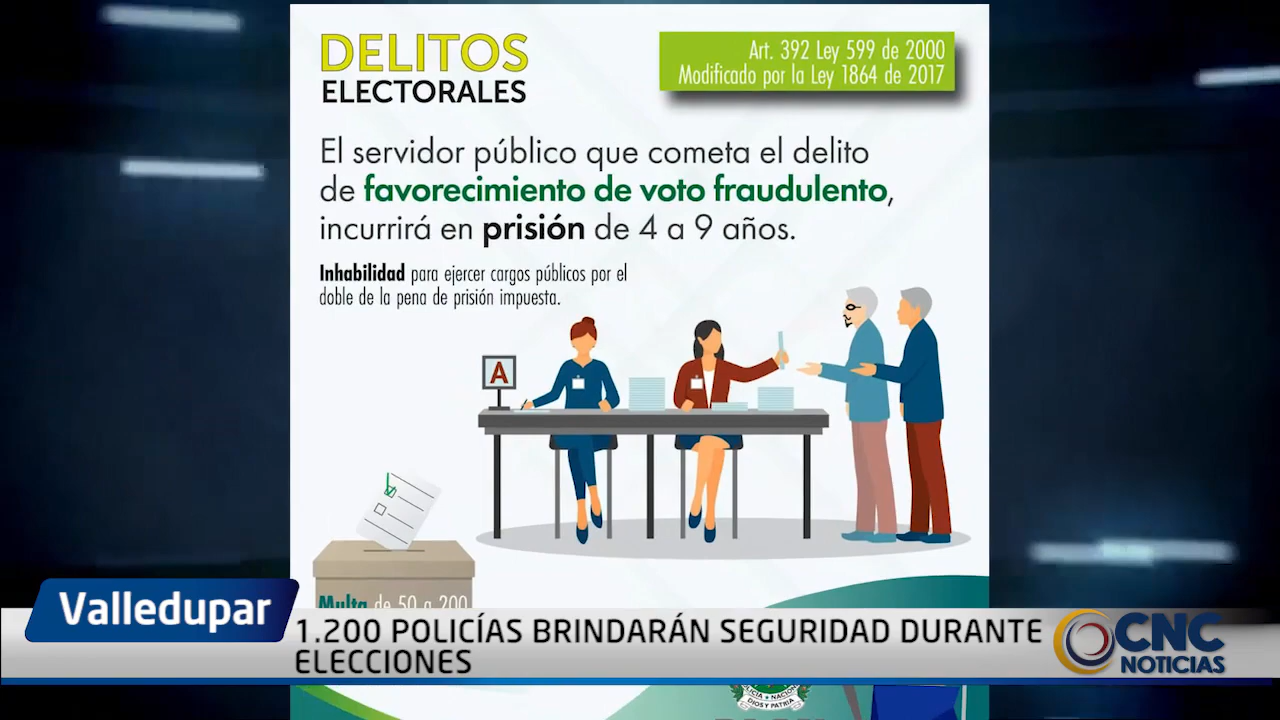 DELITOS
ELECTORALES
Art. 392 Ley 599 de 2000
Modificado por la Ley 1864 de 2017
El servidor público que cometa el delito
de favorecimiento de voto fraudulento,
incurrirá en prisión de 4 a 9 años.
Inhabilidad para ejercer cargos públicos por el
doble de la pena de prisión impuesta.
A
Multa de 50 a 200
Valledupar
1.200 POLICÍAS BRINDARÁN SEGURIDAD DURANTE
ELECCIONES
CNC
NOTICIAS
DIOS Y PATRIA